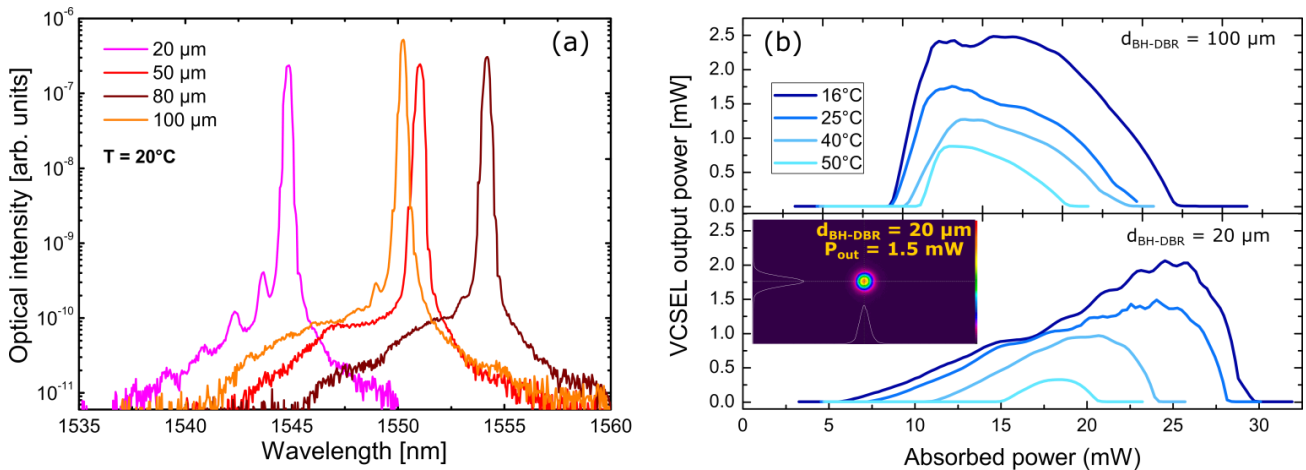 (a)
20 µm
50 µm
80 µm
100 µm
T = 20°C
Optical intensity [arb. units]
10⁻⁶
10⁻⁷
10⁻⁸
10⁻⁹
10⁻¹⁰
10⁻¹¹
1535 1540 1545 1550 1555 1560
Wavelength [nm]
(b)
d_BH-DBR = 100 µm
16°C
25°C
40°C
50°C
VCSEL output power [mW]
2.5
2.0
1.5
1.0
0.5
0.0
d_BH-DBR = 20 µm
P_out = 1.5 mW
d_BH-DBR = 20 µm
2.5
2.0
1.5
1.0
0.5
0.0
0 5 10 15 20 25 30
Absorbed power (mW)